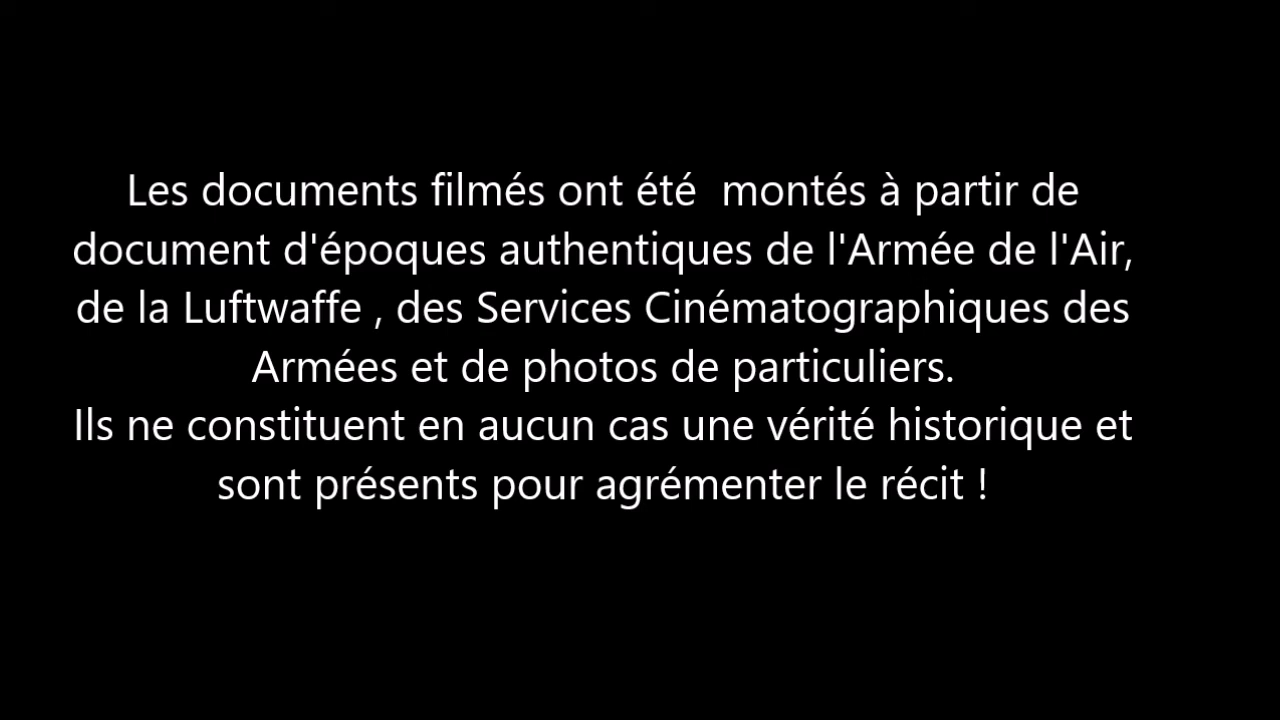 Les documents filmés ont été  montés à partir de
document d'époques authentiques de l'Armée de l'Air,
de la Luftwaffe , des Services Cinématographiques des
Armées et de photos de particuliers.
Ils ne constituent en aucun cas une vérité historique et
sont présents pour agrémenter le récit !